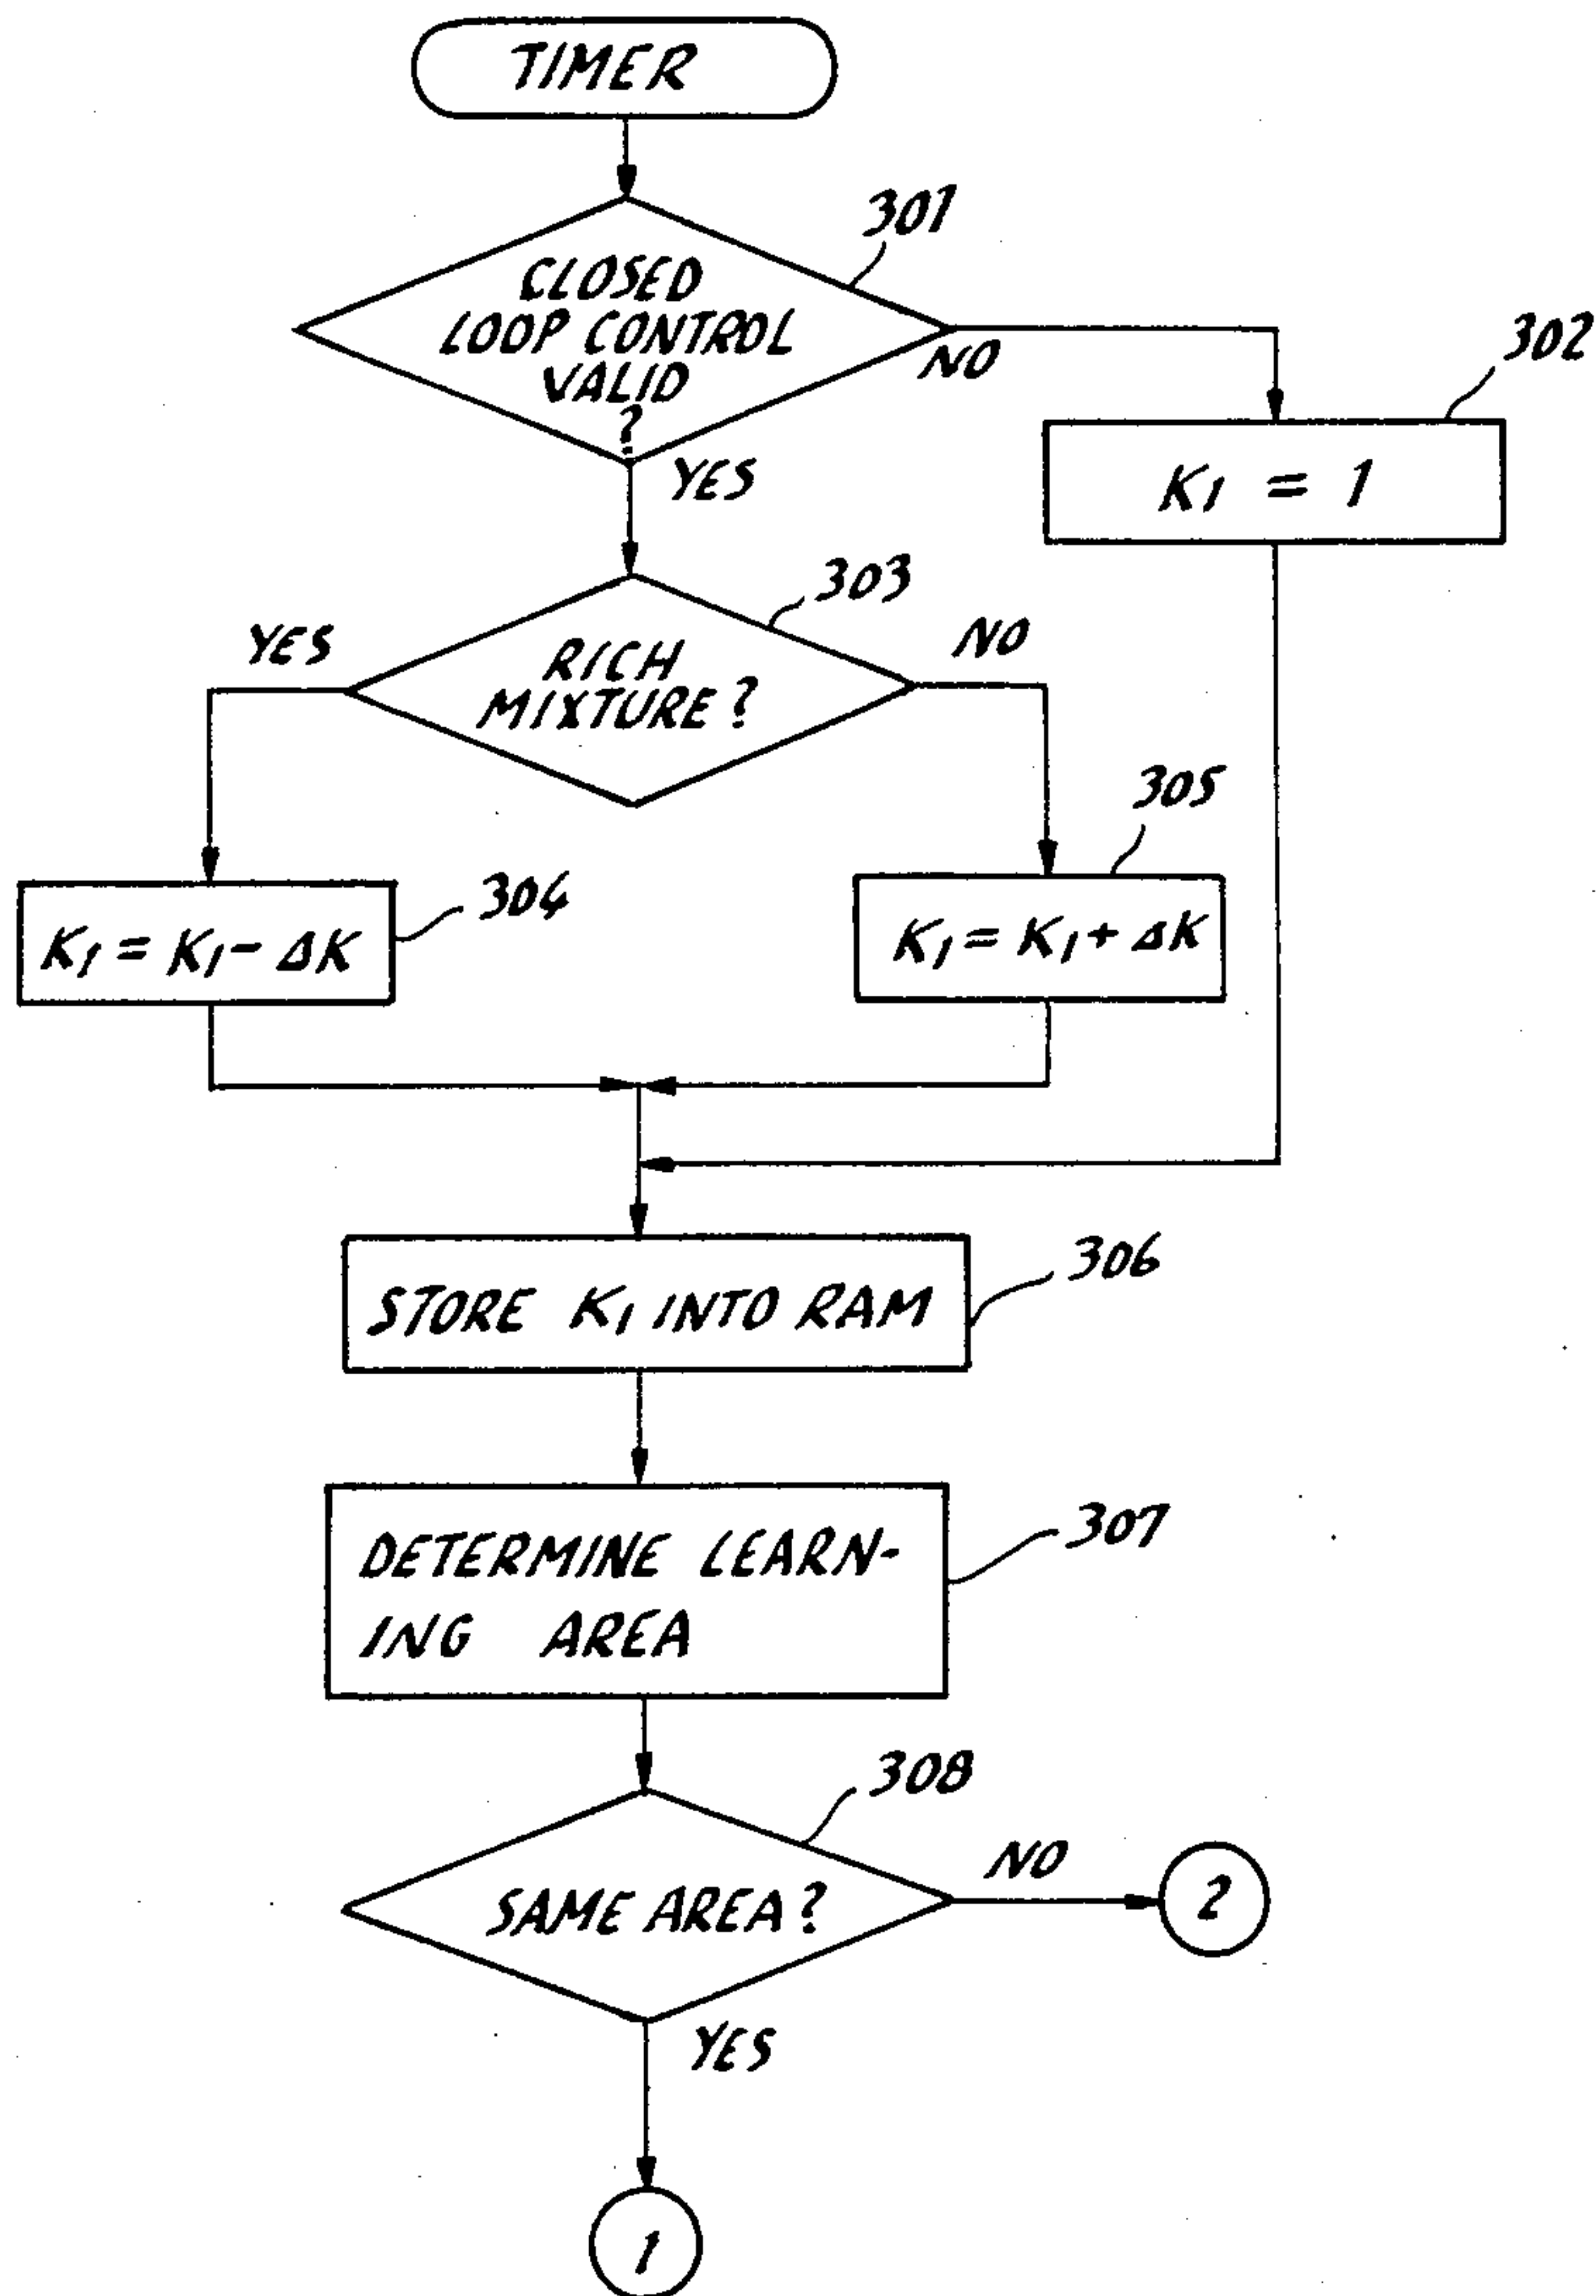 TIMER
301
CLOSED
LOOP CONTROL
VALID
?
NO
YES
302
K1 = 1
303
YES
RICH
MIXTURE?
NO
304
K1 = K1 - ΔK
305
K1 = K1 + ΔK
306
STORE K1 INTO RAM
307
DETERMINE LEARN-
ING AREA
308
SAME AREA?
NO
2
YES
1